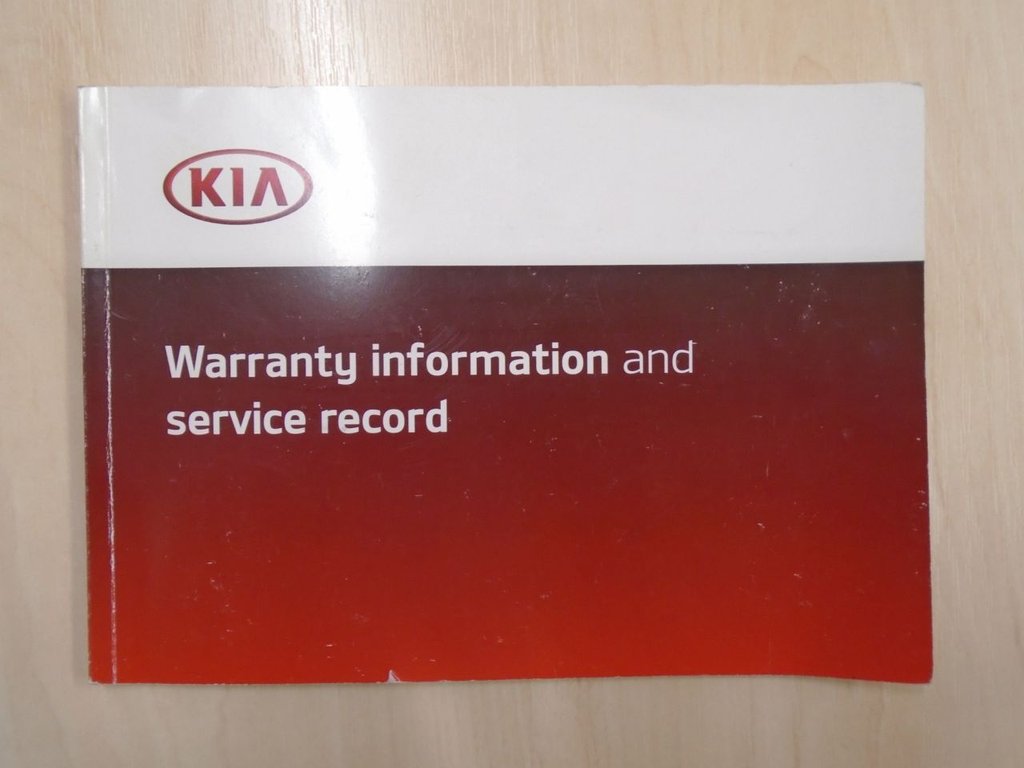 KIA
Warranty information and
service record